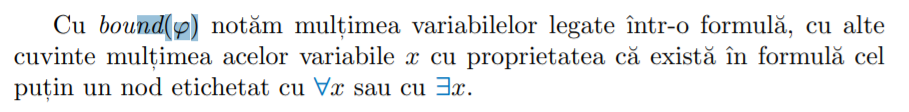 Cu bound(φ) notăm mulțimea variabilelor legate într-o formulă, cu alte
cuvinte mulțimea acelor variabile x cu proprietatea că există în formulă cel
puțin un nod etichetat cu ∀x sau cu ∃x.